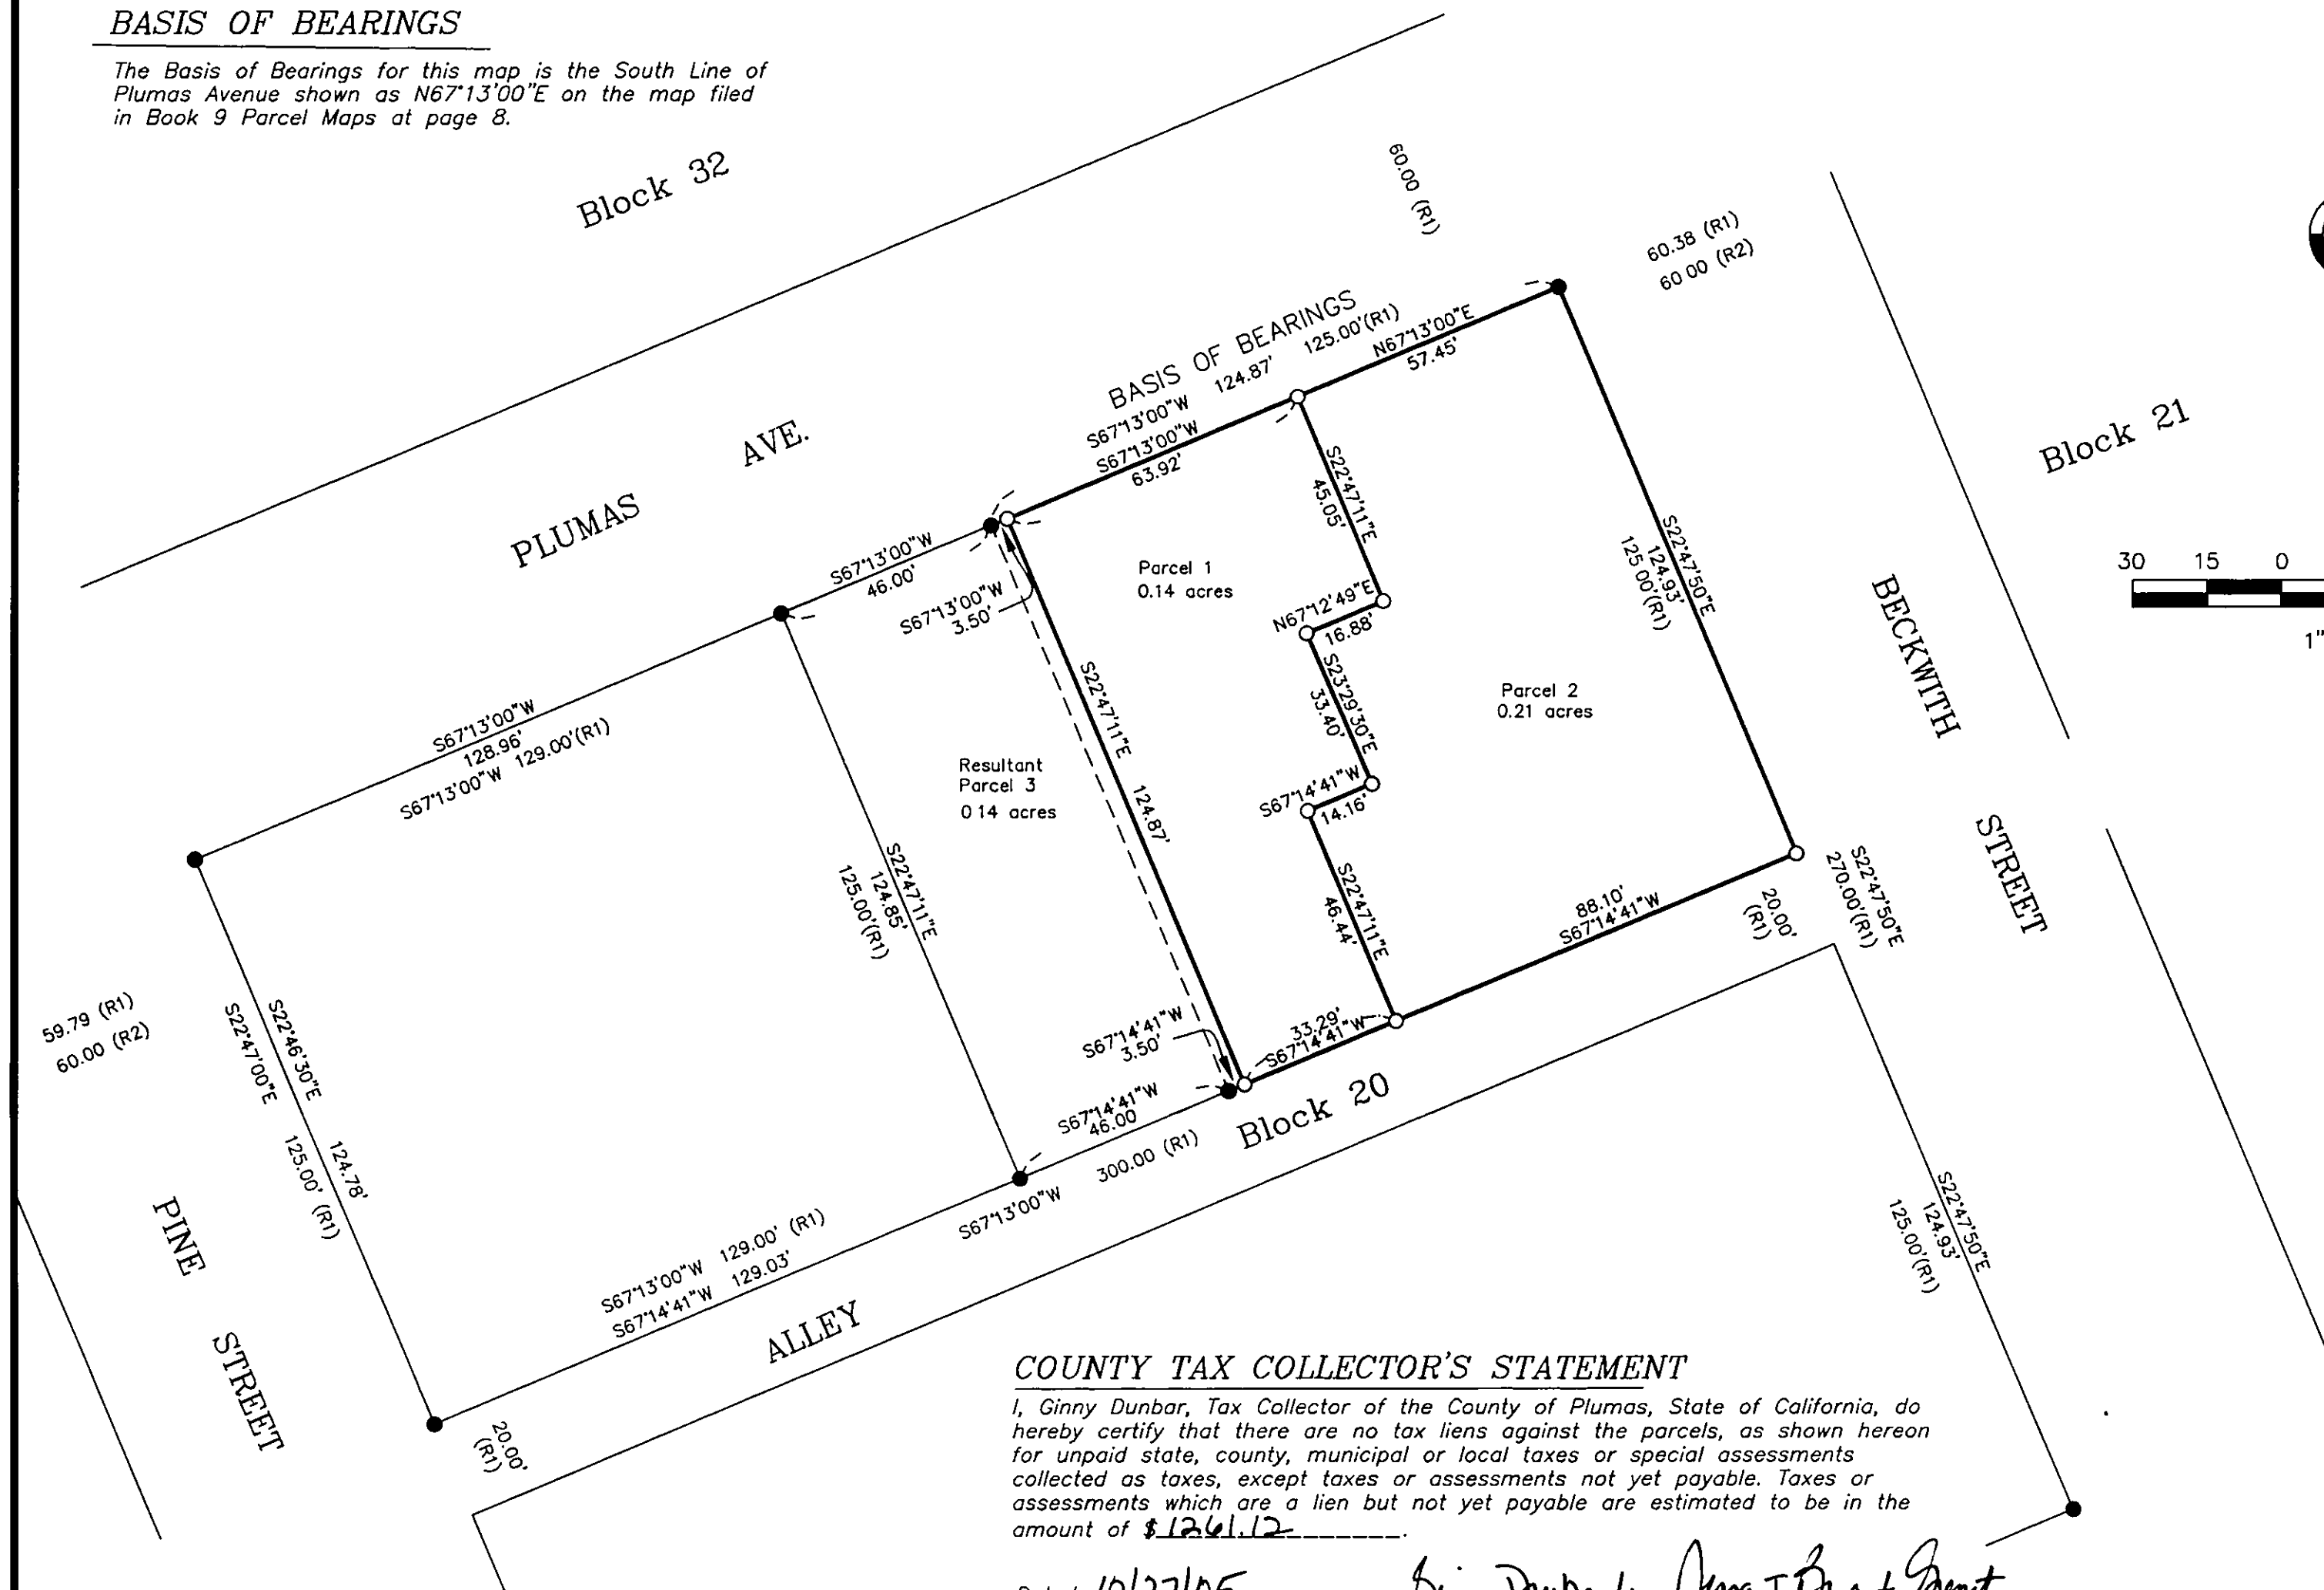 BASIS OF BEARINGS
The Basis of Bearings for this map is the South Line of
Plumas Avenue shown as N67°13'00"E on the map filed
in Book 9 Parcel Maps at page 8.
Block 32
60.00 (R1)
60.38 (R1)
60 00 (R2)
BASIS OF BEARINGS
S67°13'00"W 124.87' 125.00'(R1)
N67°13'00"E
57.45'
S67°13'00"W
63.92'
Block 21
PLUMAS AVE.
S67°13'00"W
46.00'
S67°13'00"W
3.50'
Parcel 1
0.14 acres
S22°47'11"E
45.05'
N67°12'49"E
16.88'
S23°29'30"E
33.40'
S67°14'41"W
14.16'
S22°47'11"E
46.44'
S22°47'50"E
124.93'
125 00'(R1)
Parcel 2
0.21 acres
30 15 0
1"
BECKWITH STREET
S67°13'00"W
128.96'
S67°13'00"W 129.00'(R1)
Resultant
Parcel 3
0 14 acres
S22°47'11"E 124.87'
S22°47'11"E
124.85'
125.00'(R1)
88.10'
S67°14'41"W
20.00'
(R1)
S22°47'50"E
270.00'(R1)
59.79 (R1)
60.00 (R2)
S22°46'30"E 124.78'
S22°47'00"E 125.00' (R1)
S67°14'41"W
3.50'
33.29'
S67°14'41"W
S67°14'41"W
46.00
Block 20
S67°13'00"W 300.00 (R1)
S67°13'00"W 129.00' (R1)
S67°14'41"W 129.03'
S22°47'50"E
124.93'
125.00'(R1)
PINE STREET
ALLEY
20.00'
(R1)
COUNTY TAX COLLECTOR'S STATEMENT
I, Ginny Dunbar, Tax Collector of the County of Plumas, State of California, do
hereby certify that there are no tax liens against the parcels, as shown hereon
for unpaid state, county, municipal or local taxes or special assessments
collected as taxes, except taxes or assessments not yet payable. Taxes or
assessments which are a lien but not yet payable are estimated to be in the
amount of $1261.12.
10/27/05